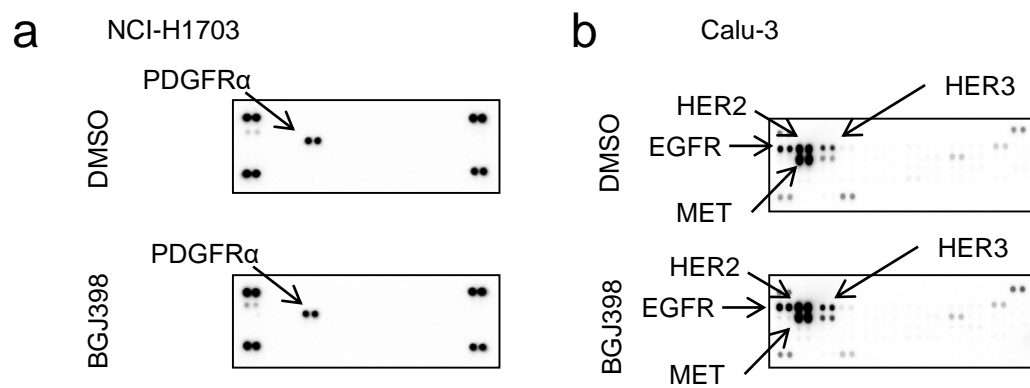 a
NCI-H1703
PDGFRα
DMSO
PDGFRα
BGJ398
b
Calu-3
HER2
HER3
EGFR
MET
DMSO
HER2
HER3
EGFR
MET
BGJ398